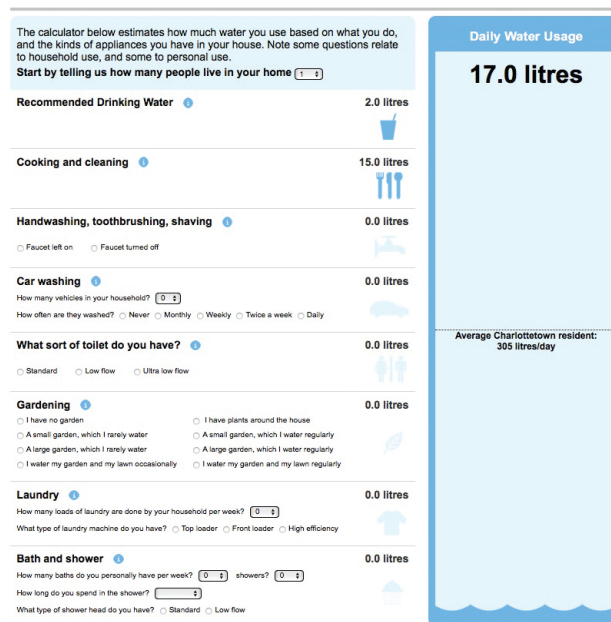 The calculator below estimates how much water you use based on what you do,
and the kinds of appliances you have in your house. Note some questions relate
to household use, and some to personal use.
Start by telling us how many people live in your home 1
Recommended Drinking Water i 2.0 litres
Cooking and cleaning i 15.0 litres
Handwashing, toothbrushing, shaving i 0.0 litres
Faucet left on Faucet turned off
Car washing i 0.0 litres
How many vehicles in your household? 0
How often are they washed? Never Monthly Weekly Twice a week Daily
What sort of toilet do you have? i 0.0 litres
Standard Low flow Ultra low flow
Gardening i 0.0 litres
I have no garden I have plants around the house
A small garden, which I rarely water A small garden, which I water regularly
A large garden, which I rarely water A large garden, which I water regularly
I water my garden and my lawn occasionally I water my garden and my lawn regularly
Laundry i 0.0 litres
How many loads of laundry are done by your household per week? 0
What type of laundry machine do you have? Top loader Front loader High efficiency
Bath and shower i 0.0 litres
How many baths do you personally have per week? 0 showers? 0
How long do you spend in the shower?
What type of shower head do you have? Standard Low flow
Daily Water Usage
17.0 litres
Average Charlottetown resident:
305 litres/day